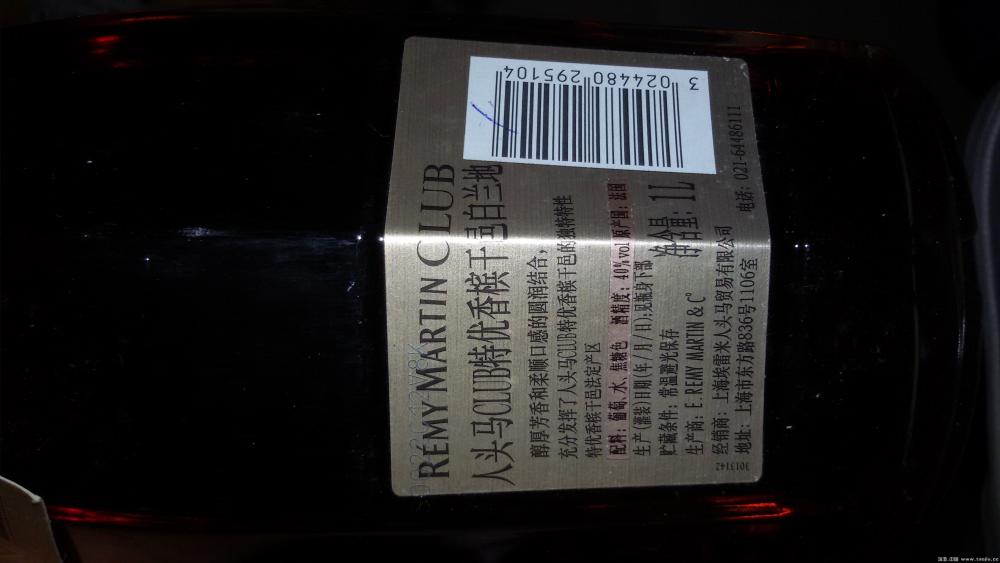 RÉMY MARTIN CLUB
人头马CLUB特优香槟干邑白兰地
醇厚芳香和柔顺口感的圆润结合，
充分发挥了人头马CLUB特优香槟干邑的独特特性
特优香槟干邑法定产区
配料：葡萄、水、焦糖色 酒精度：40%vol 原产国：法国
生产(灌装)日期(年/月/日):见瓶身下部
贮藏条件：常温避光保存 净含量：1L
生产商：E.REMY MARTIN & Cº
经销商：上海埃雷米人头马贸易有限公司
地址：上海市东方路836号1106室 电话：021-64486111
3013142
3 024480 295104